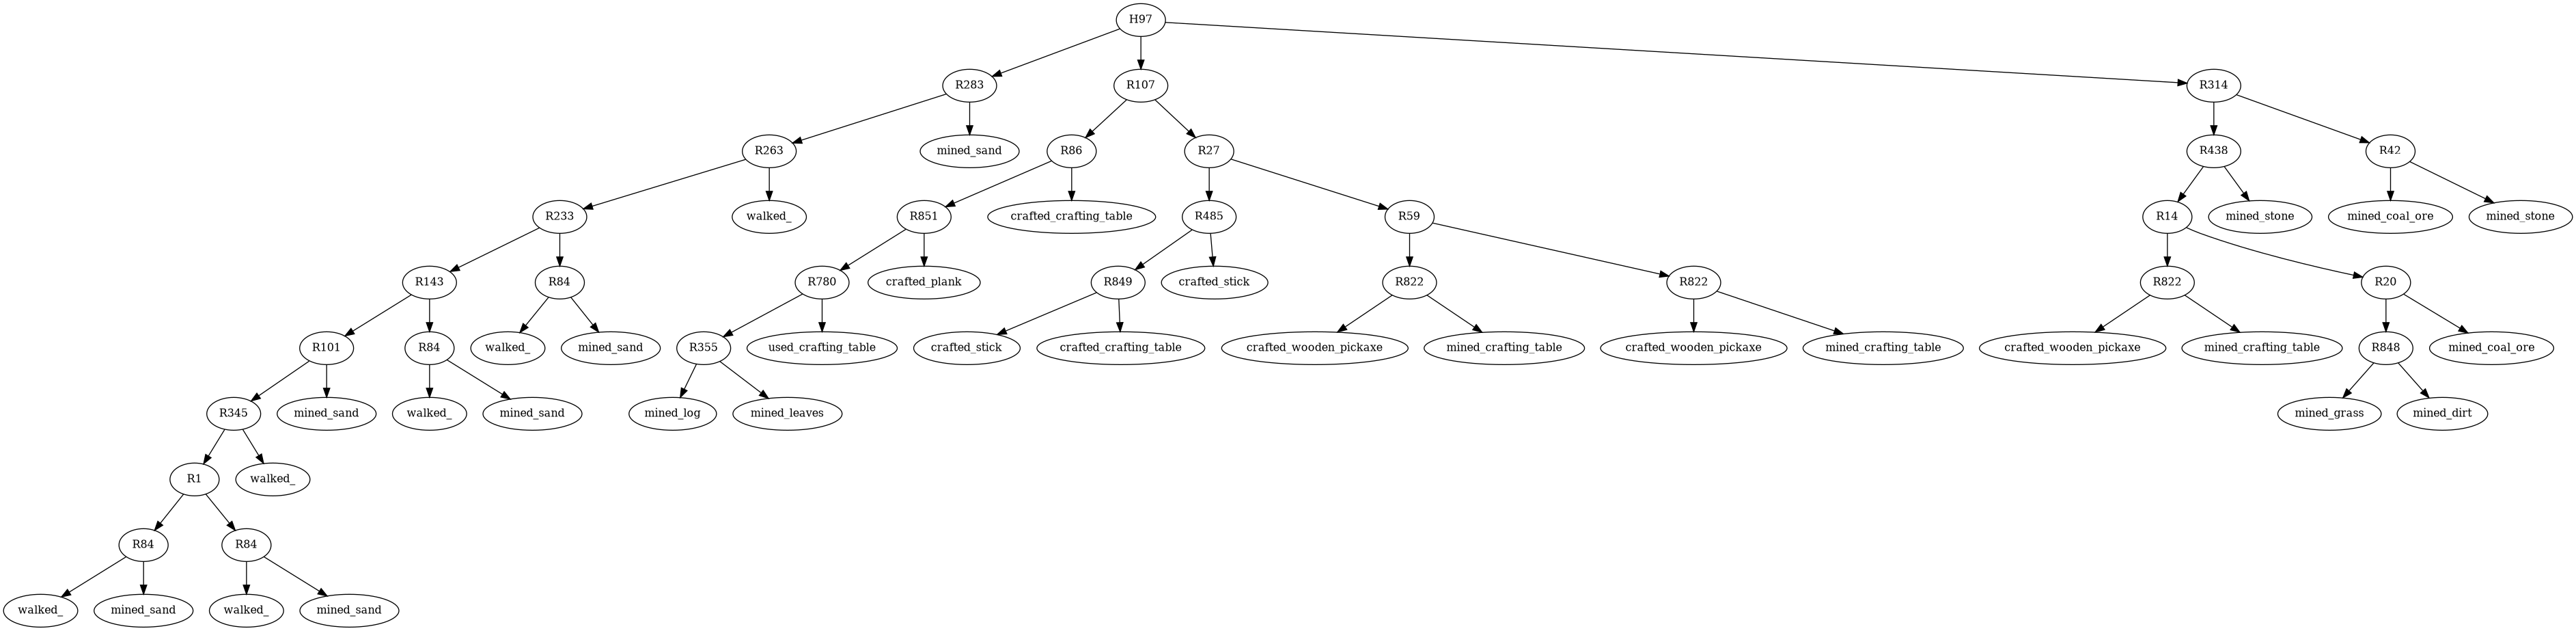 H97
R283
R107
R314
R263
mined_sand
R86
R27
R438
R42
R233
walked_
R851
crafted_crafting_table
R485
R59
R14
mined_stone
mined_coal_ore
mined_stone
R143
R84
R780
crafted_plank
R849
crafted_stick
R822
R822
R822
R20
R101
R84
walked_
mined_sand
R355
used_crafting_table
crafted_stick
crafted_crafting_table
crafted_wooden_pickaxe
mined_crafting_table
crafted_wooden_pickaxe
mined_crafting_table
crafted_wooden_pickaxe
mined_crafting_table
R848
mined_coal_ore
R345
mined_sand
walked_
mined_sand
mined_log
mined_leaves
mined_grass
mined_dirt
R1
walked_
R84
R84
walked_
mined_sand
walked_
mined_sand